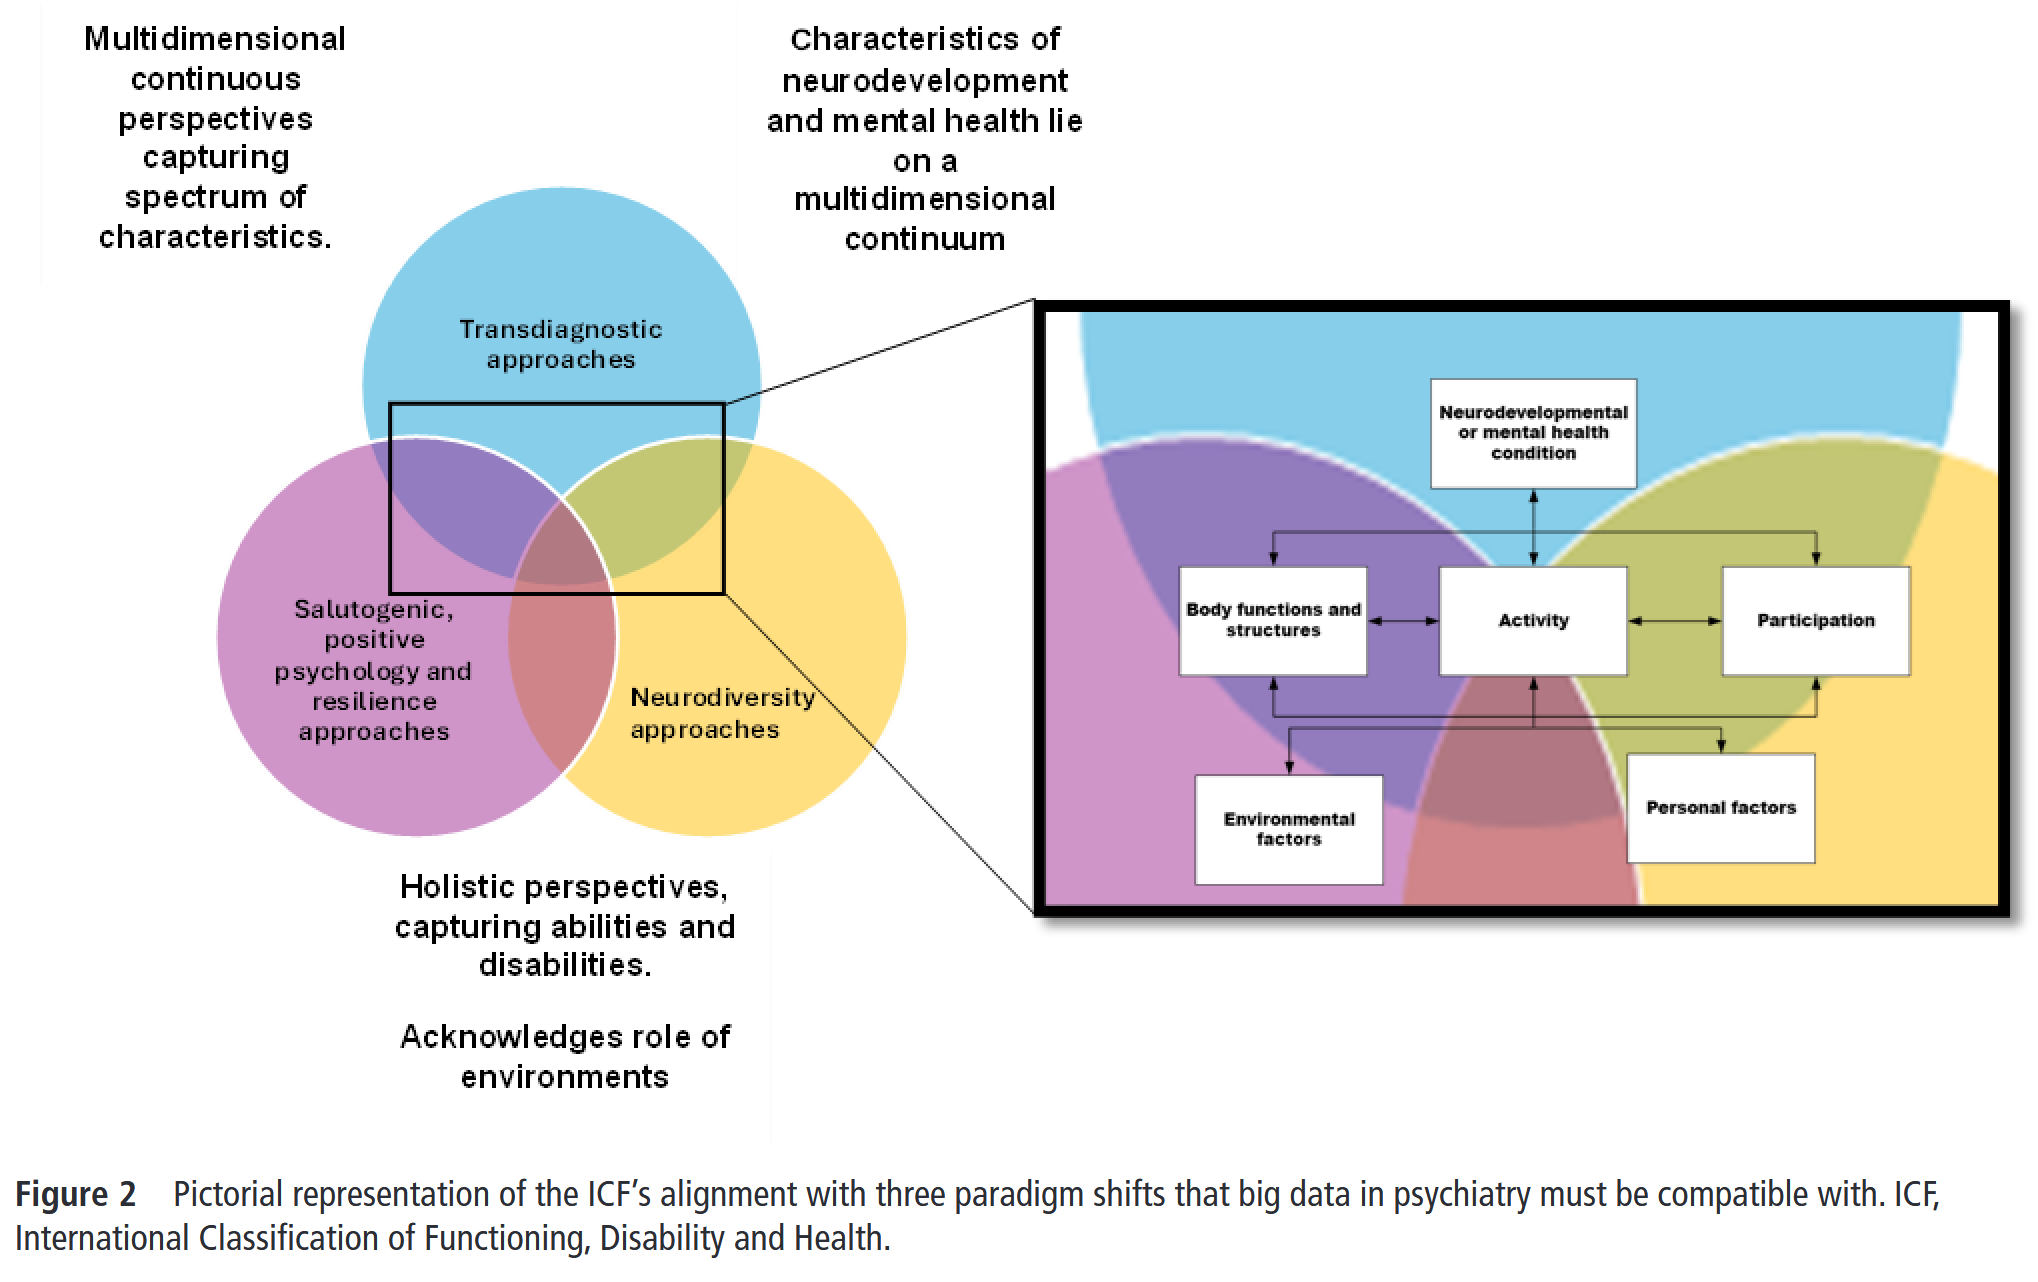 Multidimensional
continuous
perspectives
capturing
spectrum of
characteristics.
Characteristics of
neurodevelopment
and mental health lie
on a
multidimensional
continuum
Transdiagnostic
approaches
Salutogenic,
positive
psychology and
resilience
approaches
Neurodiversity
approaches
Neurodevelopmental
or mental health
condition
Body functions and
structures
Activity
Participation
Environmental
factors
Personal factors
Holistic perspectives,
capturing abilities and
disabilities.
Acknowledges role of
environments
Figure 2 Pictorial representation of the ICF's alignment with three paradigm shifts that big data in psychiatry must be compatible with. ICF,
International Classification of Functioning, Disability and Health.